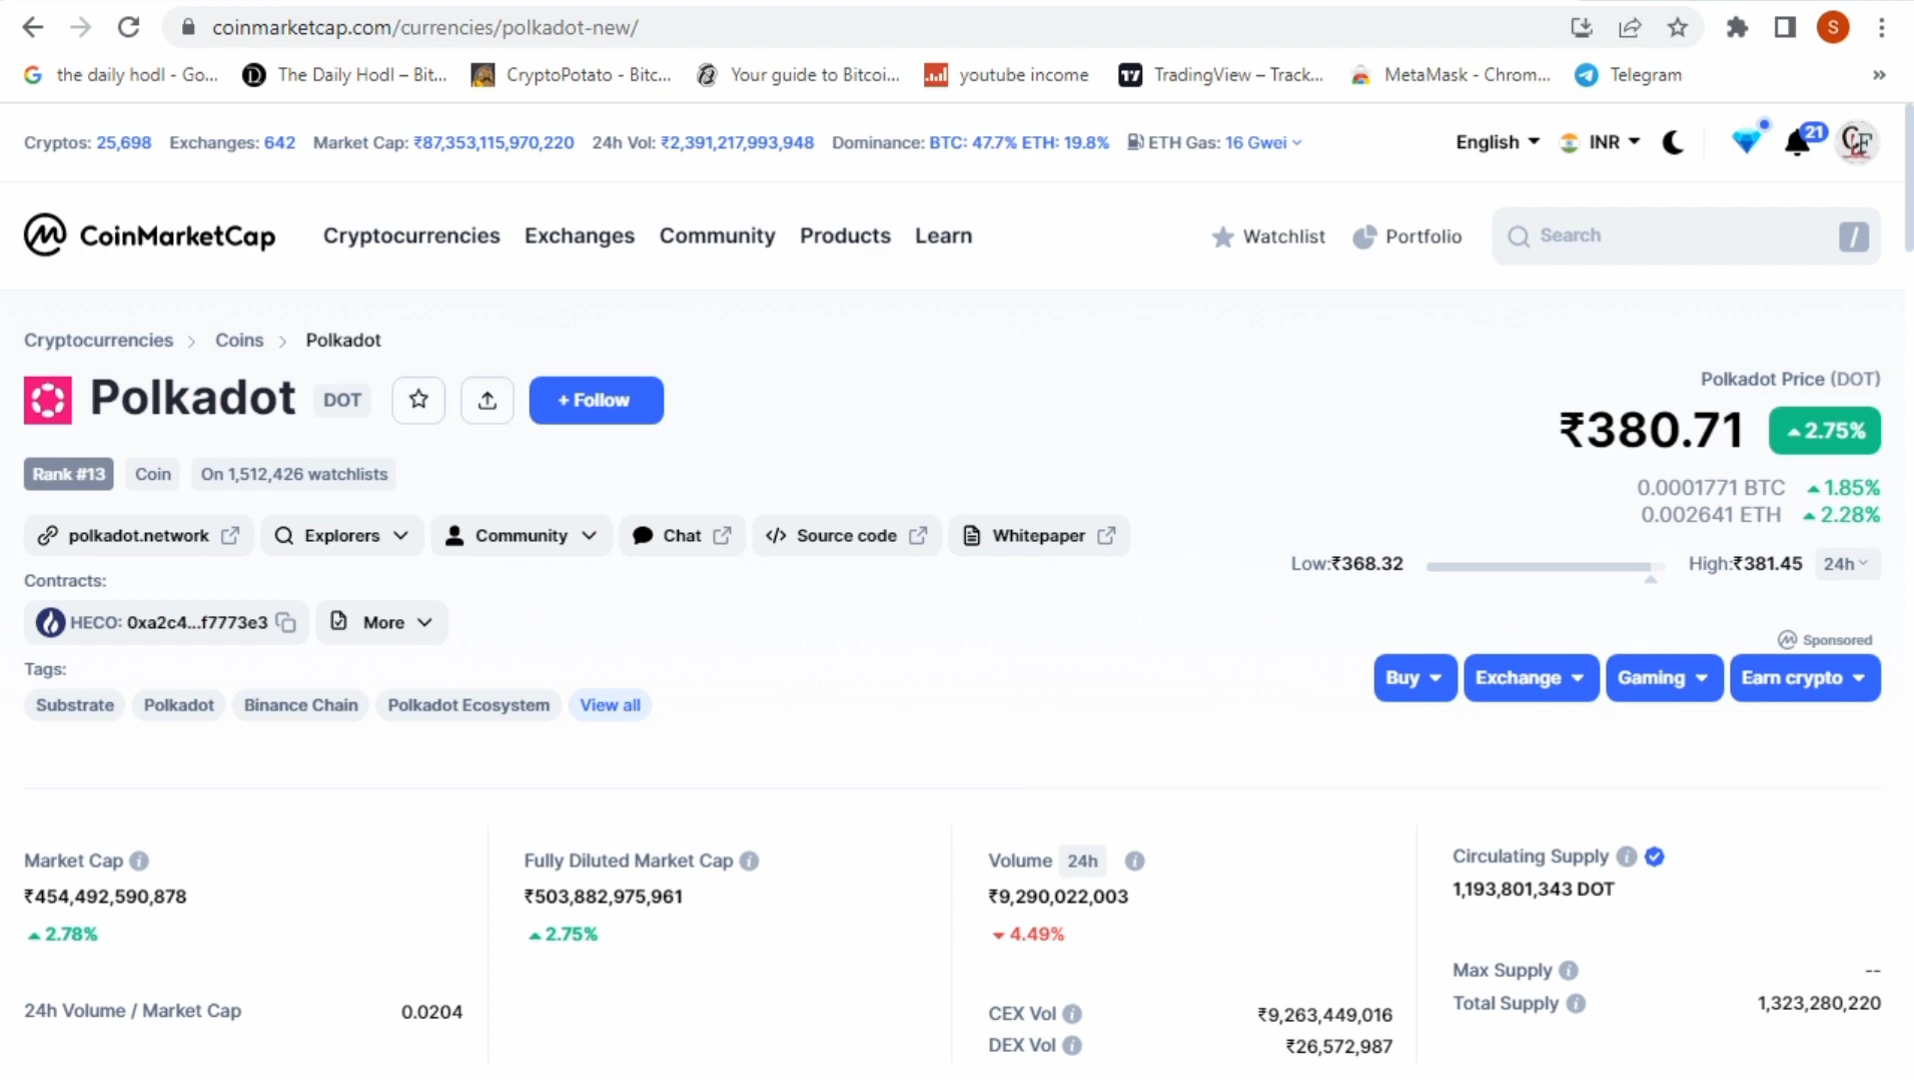 coinmarketcap.com/currencies/polkadot-new/
S
the daily hodl - Go... The Daily Hodl – Bit... CryptoPotato - Bitc... Your guide to Bitcoi... youtube income TradingView – Track... MetaMask - Chrom... Telegram »
Cryptos: 25,698 Exchanges: 642 Market Cap: ₹87,353,115,970,220 24h Vol: ₹2,391,217,993,948 Dominance: BTC: 47.7% ETH: 19.8% ETH Gas: 16 Gwei English INR 21
CoinMarketCap Cryptocurrencies Exchanges Community Products Learn Watchlist Portfolio Search /
Cryptocurrencies > Coins > Polkadot
Polkadot DOT + Follow
Polkadot Price (DOT)
₹380.71 2.75%
Rank #13 Coin On 1,512,426 watchlists
0.0001771 BTC 1.85%
0.002641 ETH 2.28%
polkadot.network Explorers Community Chat Source code Whitepaper
Low:₹368.32 High:₹381.45 24h
Contracts:
HECO: 0xa2c4...f7773e3 More
Sponsored
Tags:
Buy Exchange Gaming Earn crypto
Substrate Polkadot Binance Chain Polkadot Ecosystem View all
Market Cap
₹454,492,590,878
2.78%
24h Volume / Market Cap 0.0204
Fully Diluted Market Cap
₹503,882,975,961
2.75%
Volume 24h
₹9,290,022,003
4.49%
CEX Vol ₹9,263,449,016
DEX Vol ₹26,572,987
Circulating Supply
1,193,801,343 DOT
Max Supply --
Total Supply 1,323,280,220